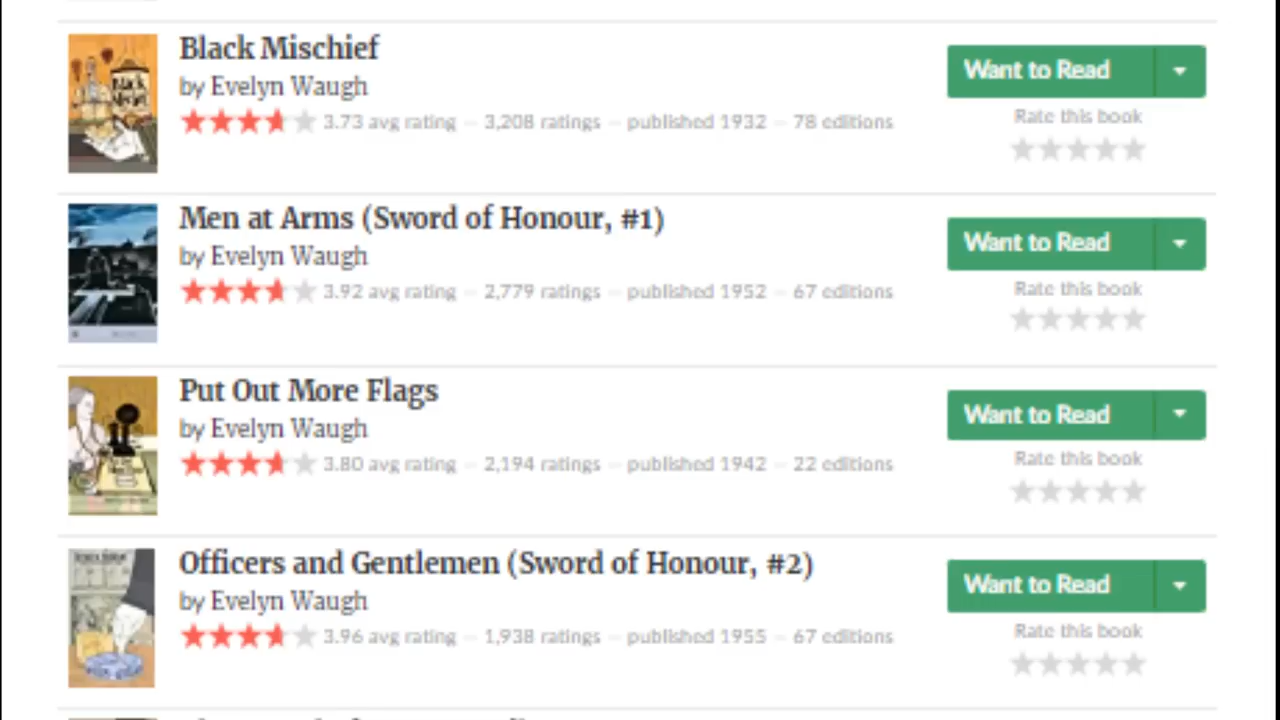 Black Mischief
by Evelyn Waugh
3.73 avg rating — 3,208 ratings — published 1932 — 78 editions
Want to Read
Rate this book
Men at Arms (Sword of Honour, #1)
by Evelyn Waugh
3.92 avg rating — 2,779 ratings — published 1952 — 67 editions
Want to Read
Rate this book
Put Out More Flags
by Evelyn Waugh
3.80 avg rating — 2,194 ratings — published 1942 — 22 editions
Want to Read
Rate this book
Officers and Gentlemen (Sword of Honour, #2)
by Evelyn Waugh
3.96 avg rating — 1,938 ratings — published 1955 — 67 editions
Want to Read
Rate this book